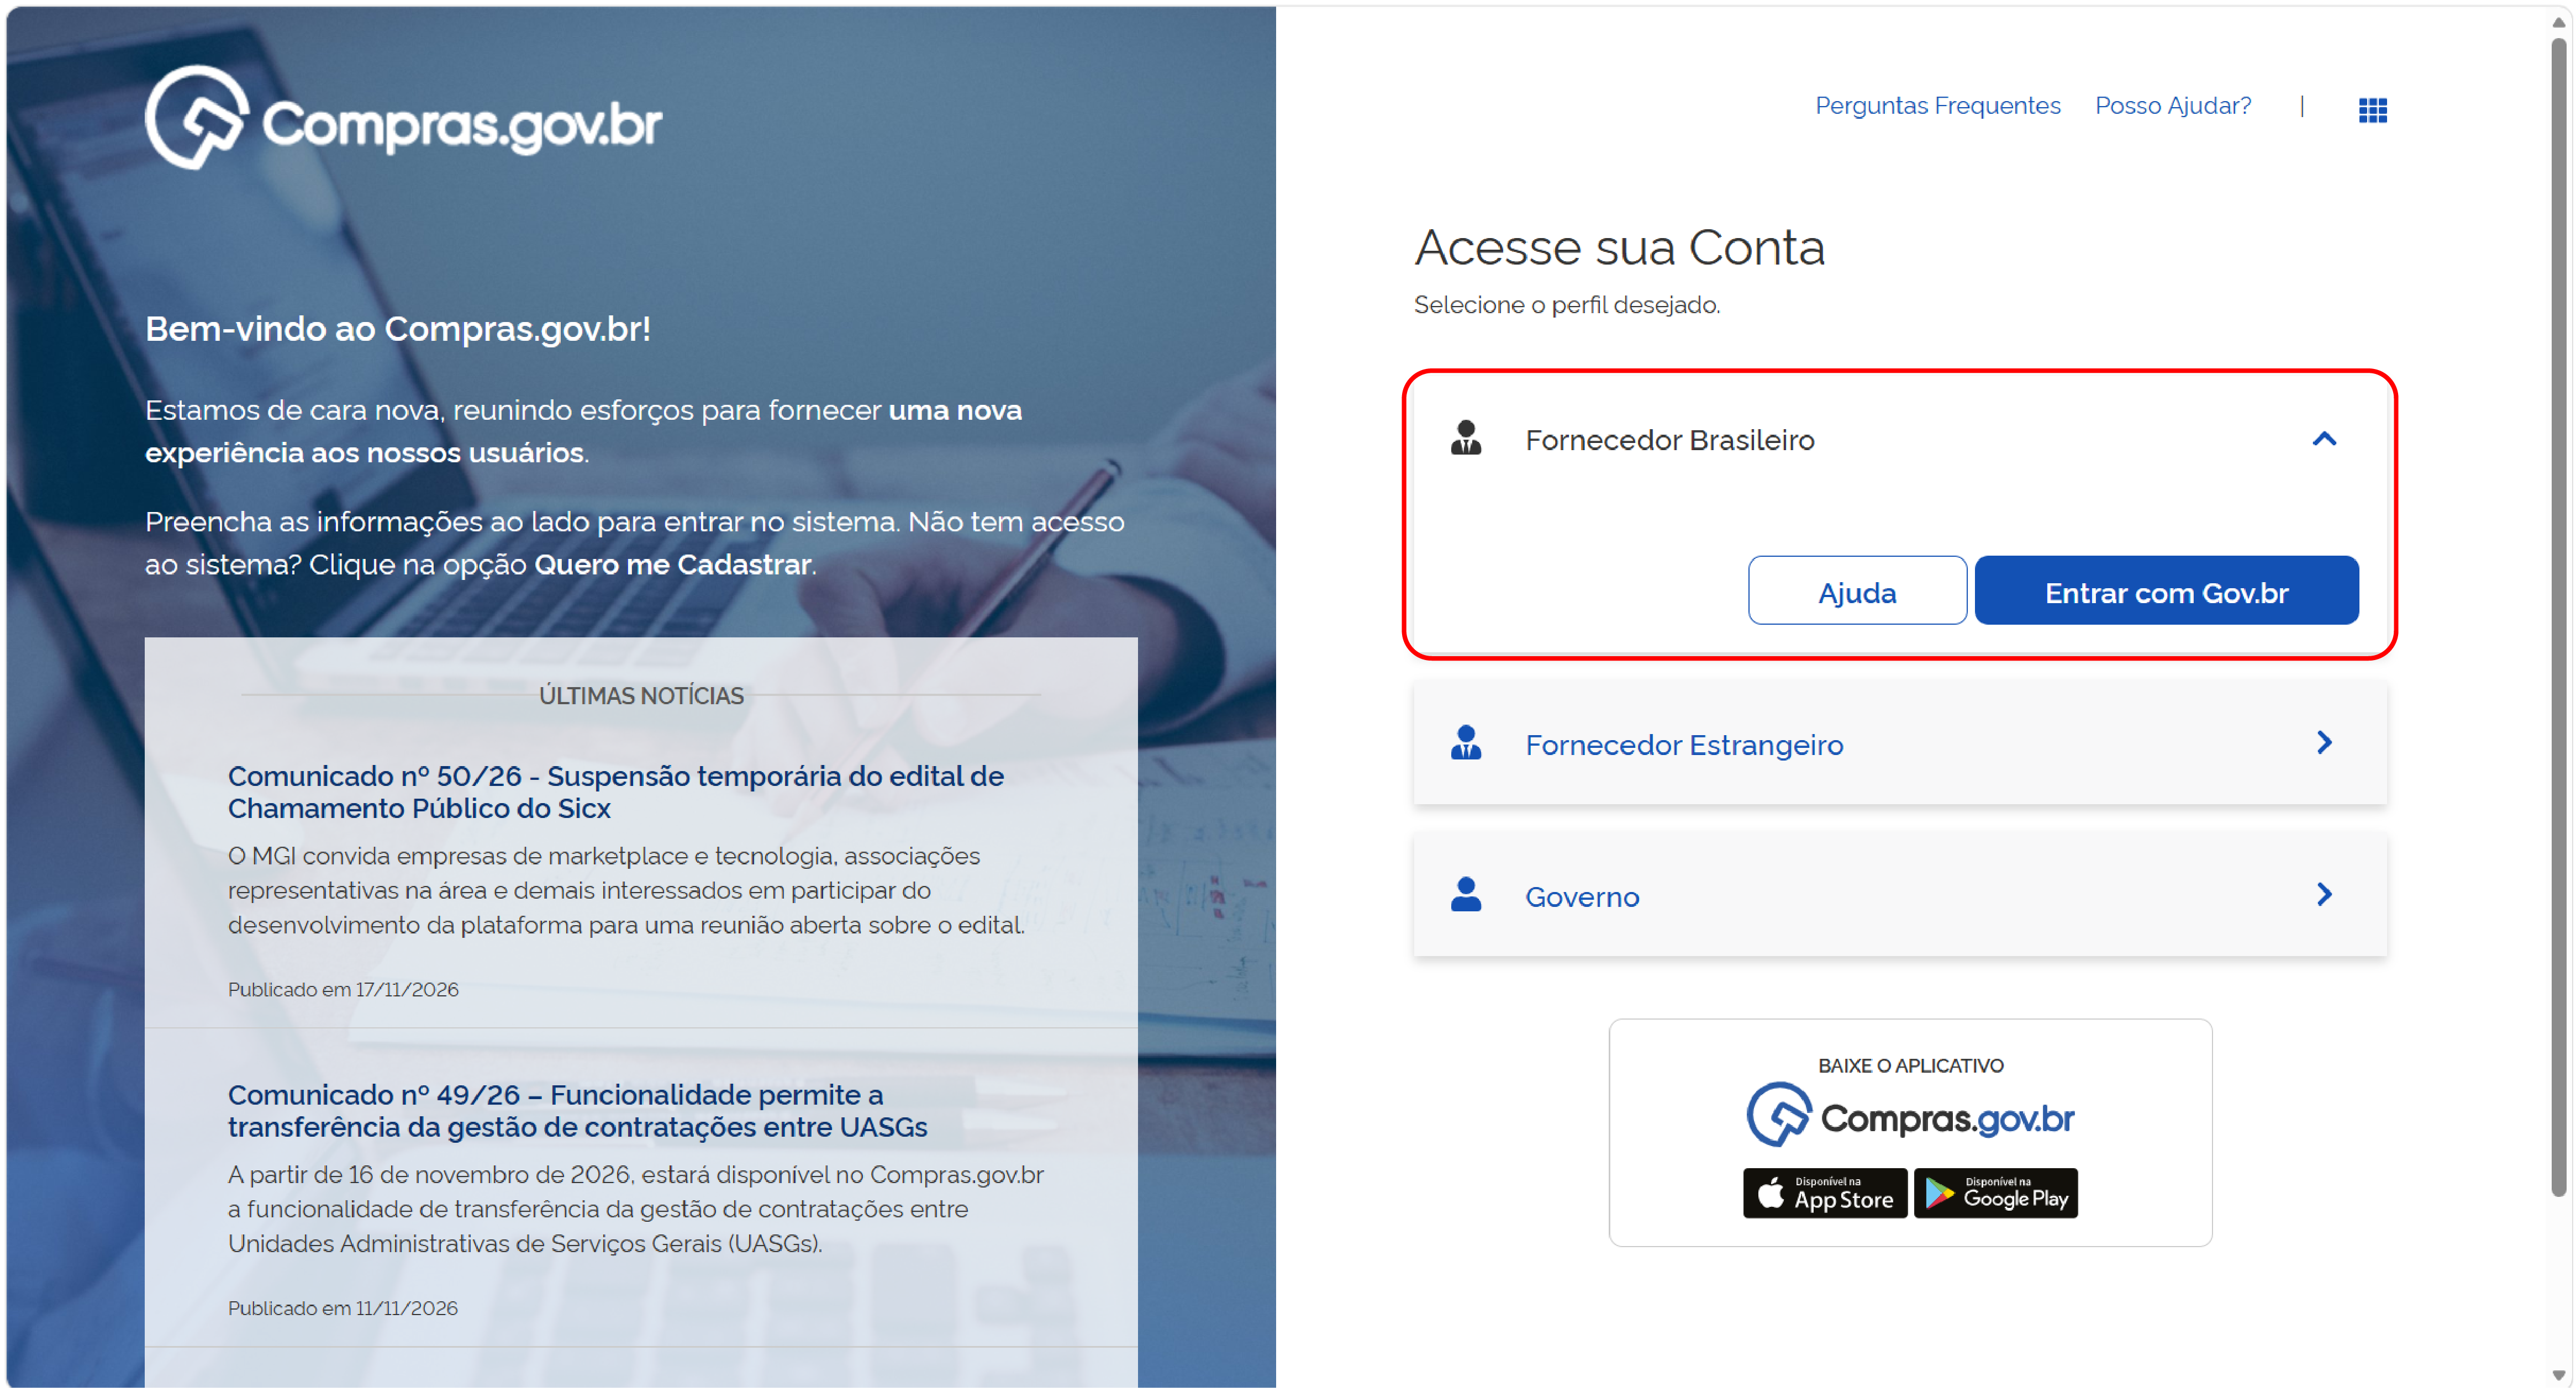 Compras.gov.br
Bem-vindo ao Compras.gov.br!
Estamos de cara nova, reunindo esforços para fornecer uma nova
experiência aos nossos usuários.
Preencha as informações ao lado para entrar no sistema. Não tem acesso
ao sistema? Clique na opção Quero me Cadastrar.
ÚLTIMAS NOTÍCIAS
Comunicado nº 50/26 - Suspensão temporária do edital de
Chamamento Público do Sicx
O MGI convida empresas de marketplace e tecnologia, associações
representativas na área e demais interessados em participar do
desenvolvimento da plataforma para uma reunião aberta sobre o edital.
Publicado em 17/11/2026
Comunicado nº 49/26 – Funcionalidade permite a
transferência da gestão de contratações entre UASGs
A partir de 16 de novembro de 2026, estará disponível no Compras.gov.br
a funcionalidade de transferência da gestão de contratações entre
Unidades Administrativas de Serviços Gerais (UASGs).
Publicado em 11/11/2026
Perguntas Frequentes Posso Ajudar? |
Acesse sua Conta
Selecione o perfil desejado.
Fornecedor Brasileiro
Ajuda Entrar com Gov.br
Fornecedor Estrangeiro
Governo
BAIXE O APLICATIVO
Compras.gov.br
Disponível na App Store
Disponível na Google Play